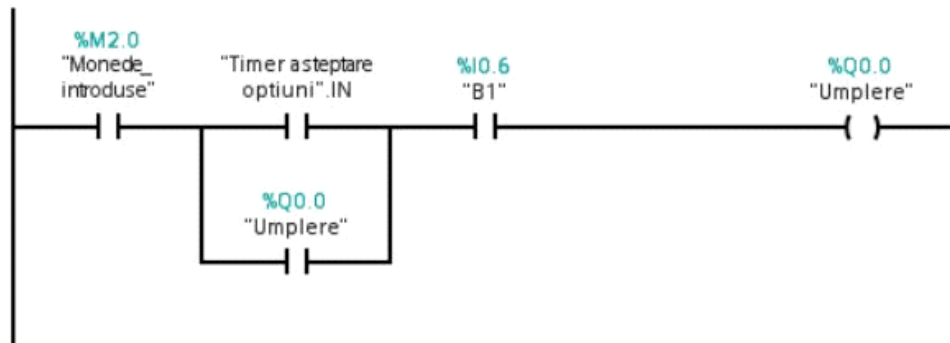 %M2.0
"Monede_
introduse"
"Timer asteptare
optiuni".IN
%I0.6
"B1"
%Q0.0
"Umplere"
%Q0.0
"Umplere"